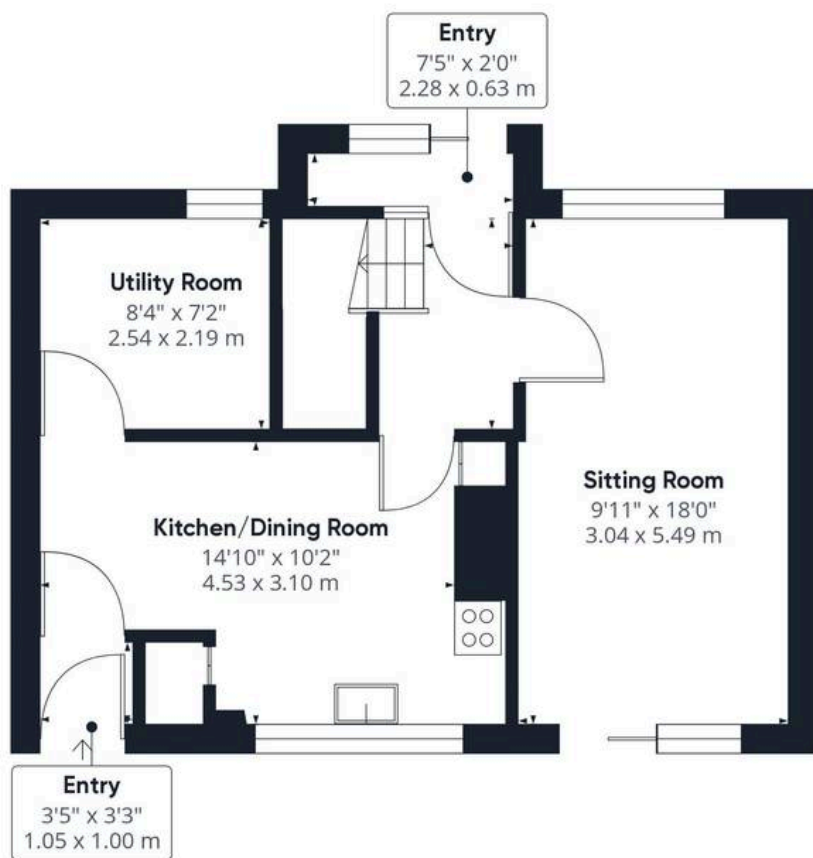 Entry
7'5" x 2'0"
2.28 x 0.63 m
Utility Room
8'4" x 7'2"
2.54 x 2.19 m
Sitting Room
9'11" x 18'0"
3.04 x 5.49 m
Kitchen/Dining Room
14'10" x 10'2"
4.53 x 3.10 m
Entry
3'5" x 3'3"
1.05 x 1.00 m